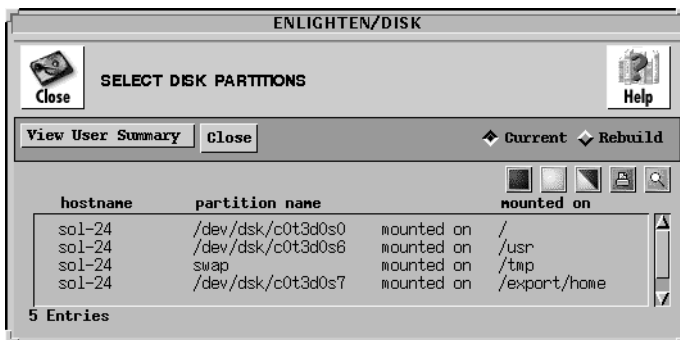 ENLIGHTEN/DISK
Close
SELECT DISK PARTITIONS
Help
View User Summary Close Current Rebuild
hostname partition name mounted on
sol-24 /dev/dsk/c0t3d0s0 mounted on /
sol-24 /dev/dsk/c0t3d0s6 mounted on /usr
sol-24 swap mounted on /tmp
sol-24 /dev/dsk/c0t3d0s7 mounted on /export/home
5 Entries